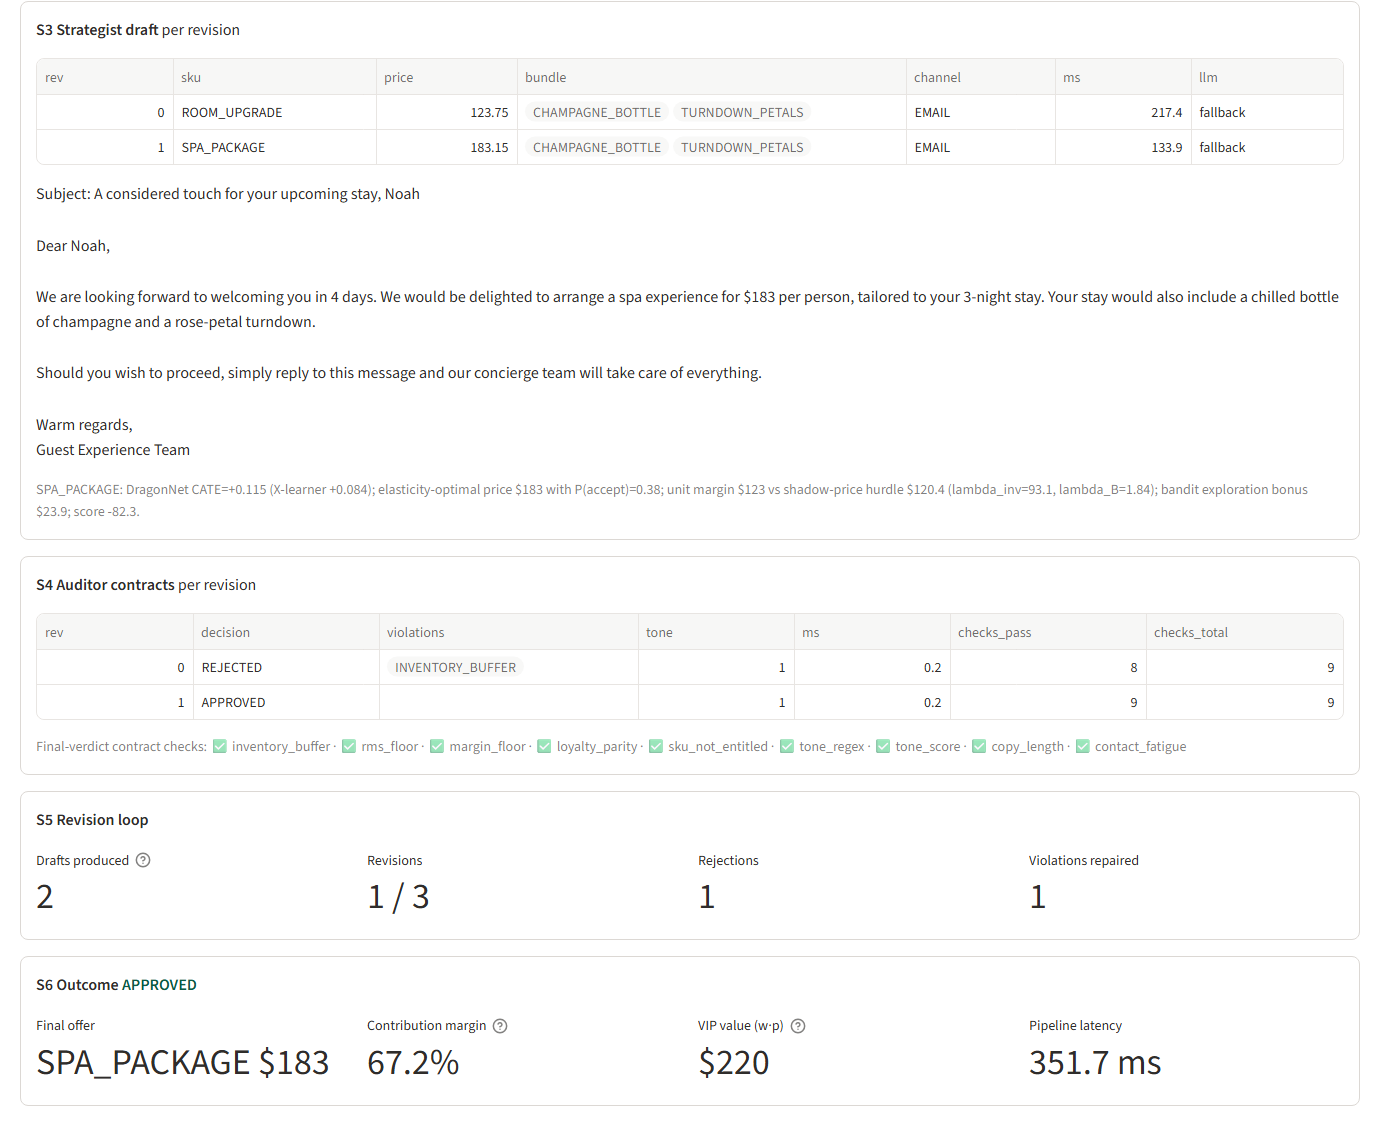 S3 Strategist draft per revision
rev sku price bundle channel ms llm
0 ROOM_UPGRADE 123.75 CHAMPAGNE_BOTTLE TURNDOWN_PETALS EMAIL 217.4 fallback
1 SPA_PACKAGE 183.15 CHAMPAGNE_BOTTLE TURNDOWN_PETALS EMAIL 133.9 fallback
Subject: A considered touch for your upcoming stay, Noah
Dear Noah,
We are looking forward to welcoming you in 4 days. We would be delighted to arrange a spa experience for $183 per person, tailored to your 3-night stay. Your stay would also include a chilled bottle
of champagne and a rose-petal turndown.
Should you wish to proceed, simply reply to this message and our concierge team will take care of everything.
Warm regards,
Guest Experience Team
SPA_PACKAGE: DragonNet CATE=+0.115 (X-learner +0.084); elasticity-optimal price $183 with P(accept)=0.38; unit margin $123 vs shadow-price hurdle $120.4 (lambda_inv=93.1, lambda_B=1.84); bandit exploration bonus
$23.9; score -82.3.
S4 Auditor contracts per revision
rev decision violations tone ms checks_pass checks_total
0 REJECTED INVENTORY_BUFFER 1 0.2 8 9
1 APPROVED 1 0.2 9 9
Final-verdict contract checks: ✅ inventory_buffer · ✅ rms_floor · ✅ margin_floor · ✅ loyalty_parity · ✅ sku_not_entitled · ✅ tone_regex · ✅ tone_score · ✅ copy_length · ✅ contact_fatigue
S5 Revision loop
Drafts produced ? Revisions Rejections Violations repaired
2 1 / 3 1 1
S6 Outcome APPROVED
Final offer Contribution margin ? VIP value (w·p) ? Pipeline latency
SPA_PACKAGE $183 67.2% $220 351.7 ms